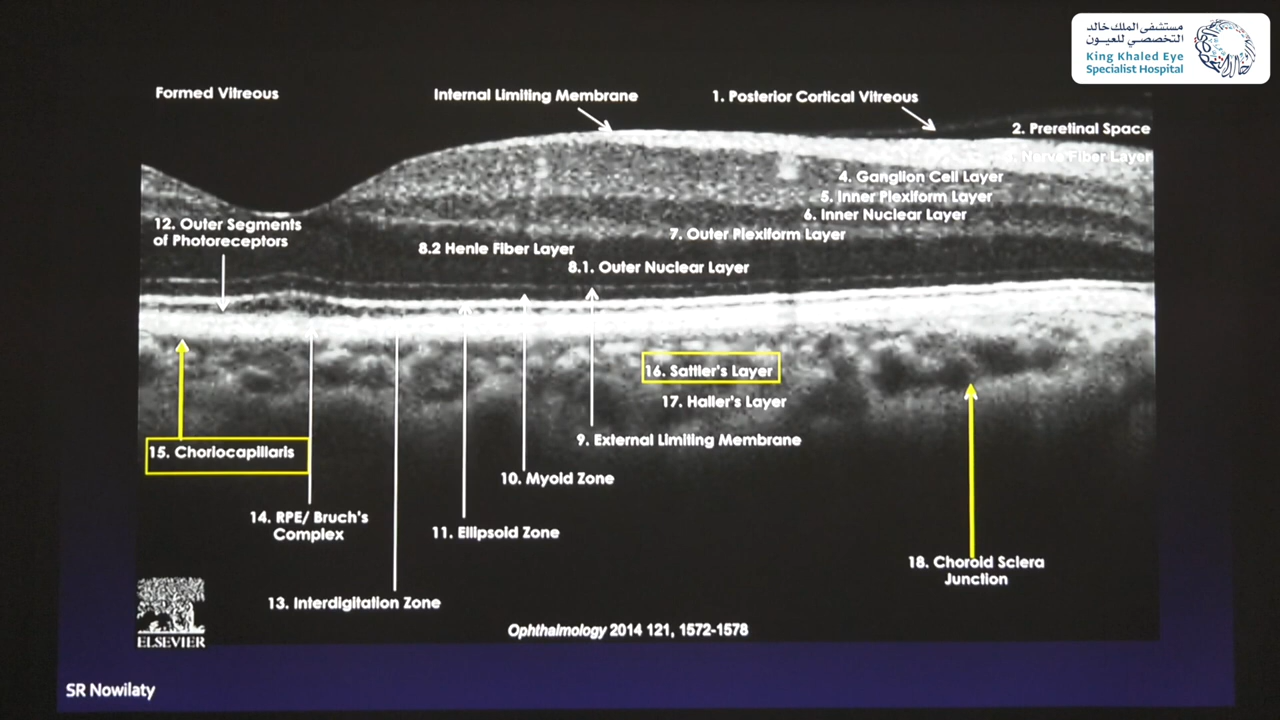 مستشفى الملك خالد
التخصصي للعيون
King Khaled Eye
Specialist Hospital
Formed Vitreous
Internal Limiting Membrane
1. Posterior Cortical Vitreous
2. Preretinal Space
3. Nerve Fiber Layer
4. Ganglion Cell Layer
5. Inner Plexiform Layer
6. Inner Nuclear Layer
7. Outer Plexiform Layer
12. Outer Segments
of Photoreceptors
8.2 Henle Fiber Layer
8.1. Outer Nuclear Layer
16. Sattler's Layer
17. Haller's Layer
9. External Limiting Membrane
15. Choriocapillaris
10. Myoid Zone
14. RPE/ Bruch's
Complex
11. Ellipsoid Zone
18. Choroid Sclera
Junction
13. Interdigitation Zone
ELSEVIER
Ophthalmology 2014 121, 1572-1578
SR Nowilaty